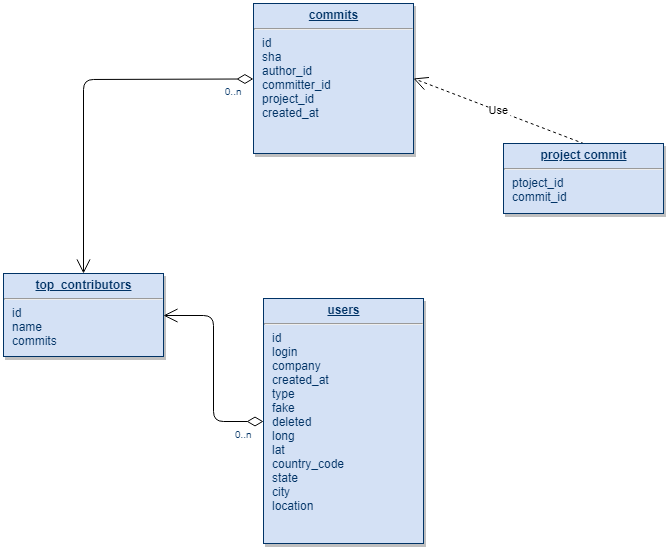 commits
id
sha
author_id
committer_id
project_id
created_at
0..n
Use
project commit
ptoject_id
commit_id
top_contributors
id
name
commits
users
id
login
company
created_at
type
fake
deleted
long
lat
country_code
state
city
location
0..n